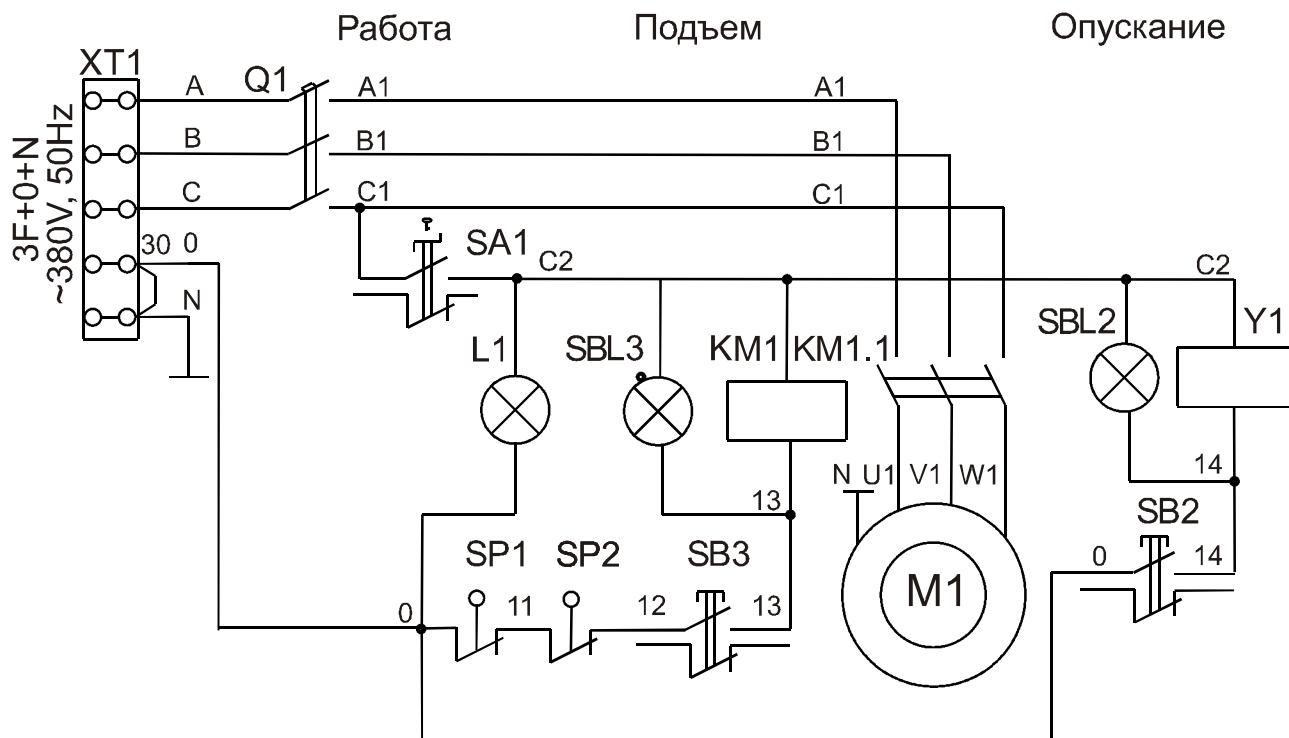 Работа
Подъем
Опускание
XT1
3F+0+N
~380V, 50Hz
A
Q1
A1
A1
B
B1
B1
C
C1
C1
30
0
N
SA1
C2
C2
L1
SBL3
KM1
KM1.1
SBL2
Y1
N
U1
V1
W1
14
13
SB2
SP1
SP2
SB3
0
14
0
11
12
13
M1